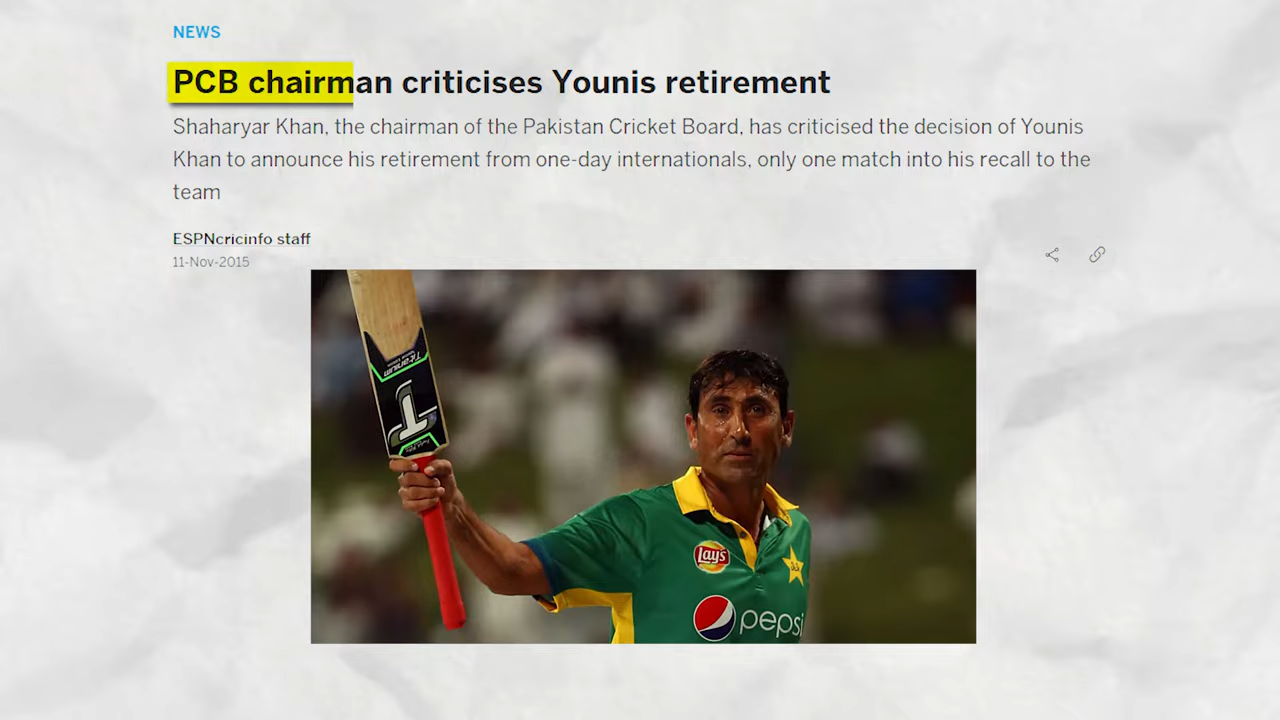 NEWS
PCB chairman criticises Younis retirement
Shaharyar Khan, the chairman of the Pakistan Cricket Board, has criticised the decision of Younis
Khan to announce his retirement from one-day internationals, only one match into his recall to the
team
ESPNcricinfo staff
11-Nov-2015
Titanium
Lay's
pepsi